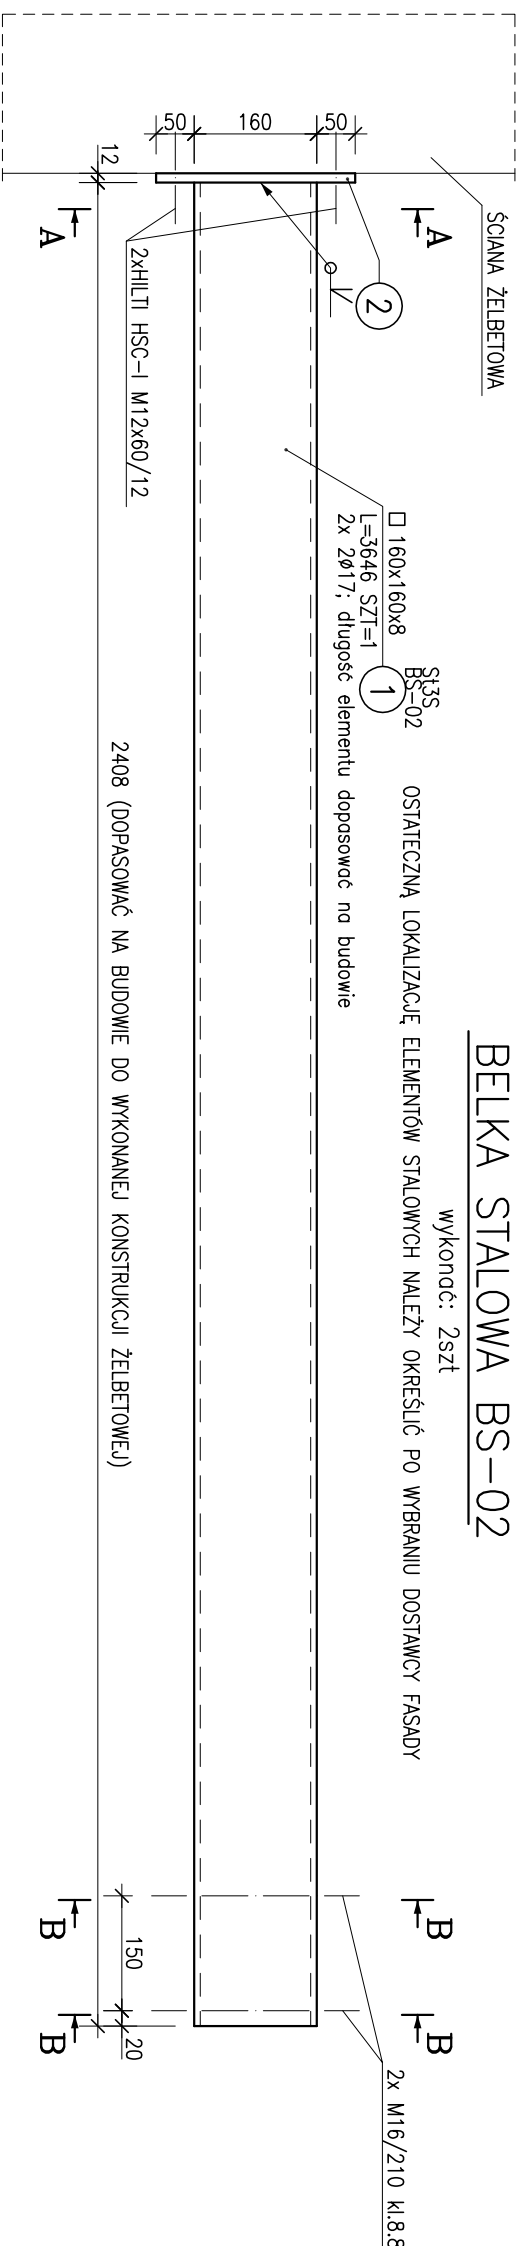 BELKA STALOWA BS-02
wykonać: 2szt
OSTATECZNĄ LOKALIZACJĘ ELEMENTÓW STALOWYCH NALEŻY OKREŚLIĆ PO WYBRANIU DOSTAWCY FASADY
ŚCIANA ŻELBETOWA
2
A
A
□ 160x160x8
L=3646 SZT=1
2x 2ø17; długość elementu dopasować na budowie
St3S
BS-02
1
B
B
2x M16/210 kl.8.8
50
160
50
12
2xHILTI HSC-I M12x60/12
2408 (DOPASOWAĆ NA BUDOWIE DO WYKONANEJ KONSTRUKCJI ŻELBETOWEJ)
150
20
B
B